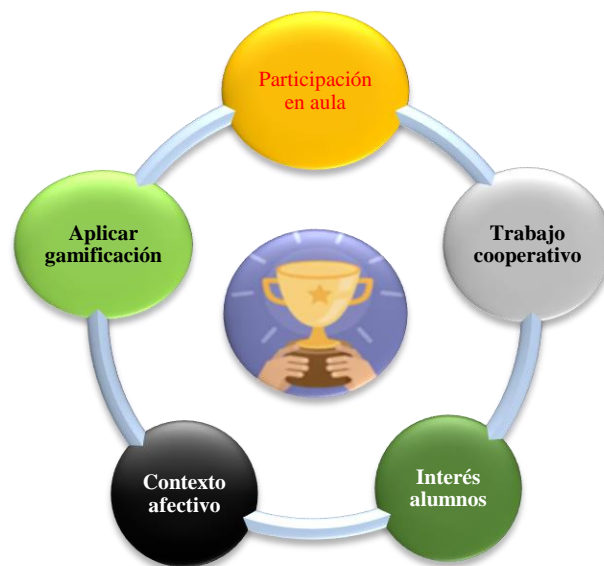 Participación
en aula
Trabajo
cooperativo
Interés
alumnos
Contexto
afectivo
Aplicar
gamificación